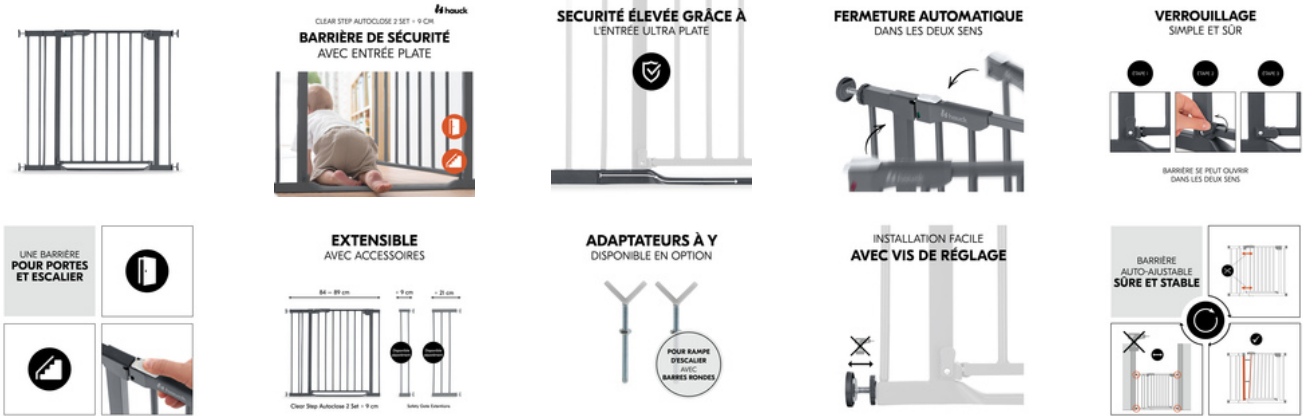 hauck
CLEAR STEP AUTOCLOSE 2 SET + 9 CM
BARRIÈRE DE SÉCURITÉ
AVEC ENTRÉE PLATE
SECURITÉ ÉLEVÉE GRÂCE À
L'ENTRÉE ULTRA PLATE
FERMETURE AUTOMATIQUE
DANS LES DEUX SENS
hauck
VERROUILLAGE
SIMPLE ET SÛR
ÉTAPE 1
ÉTAPE 2
ÉTAPE 3
BARRIÈRE SE PEUT OUVRIR
DANS LES DEUX SENS
UNE BARRIÈRE
POUR PORTES
ET ESCALIER
EXTENSIBLE
AVEC ACCESSOIRES
84 – 89 cm
+ 9 cm
+ 21 cm
Clear Step Autoclose 2 Set + 9 cm
Safety Gate Extentions
ADAPTATEURS À Y
DISPONIBLE EN OPTION
POUR RAMPE
D'ESCALIER
AVEC
BARRES RONDES
INSTALLATION FACILE
AVEC VIS DE RÉGLAGE
BARRIÈRE
AUTO-AJUSTABLE
SÛRE ET STABLE